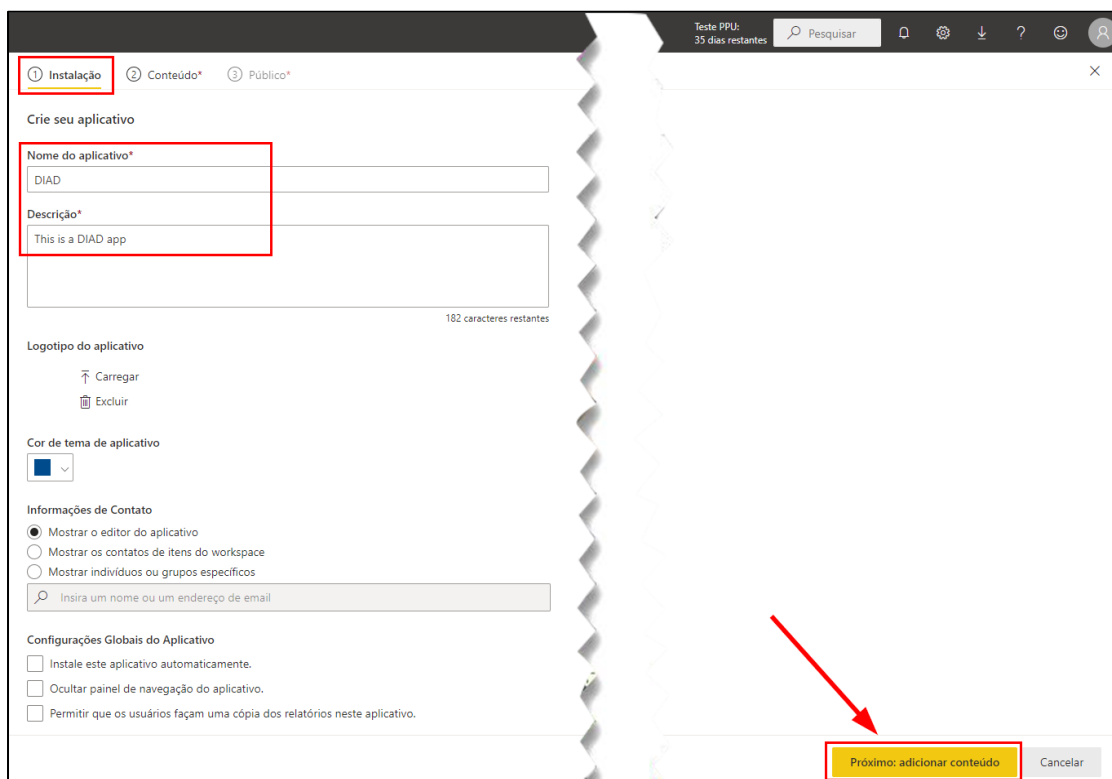 Teste PPU:
35 dias restantes
Pesquisar
?
1 Instalação 2 Conteúdo* 3 Público*
Crie seu aplicativo
Nome do aplicativo*
DIAD
Descrição*
This is a DIAD app
182 caracteres restantes
Logotipo do aplicativo
Carregar
Excluir
Cor de tema de aplicativo
Informações de Contato
Mostrar o editor do aplicativo
Mostrar os contatos de itens do workspace
Mostrar indivíduos ou grupos específicos
Insira um nome ou um endereço de email
Configurações Globais do Aplicativo
Instale este aplicativo automaticamente.
Ocultar painel de navegação do aplicativo.
Permitir que os usuários façam uma cópia dos relatórios neste aplicativo.
Próximo: adicionar conteúdo Cancelar